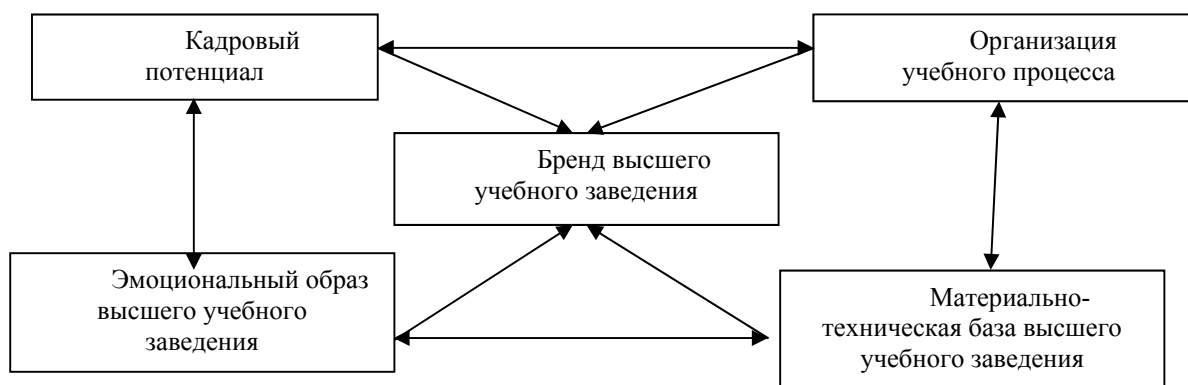 Кадровый
потенциал
Организация
учебного процесса
Бренд высшего
учебного заведения
Эмоциональный образ
высшего учебного
заведения
Материально-
техническая база высшего
учебного заведения